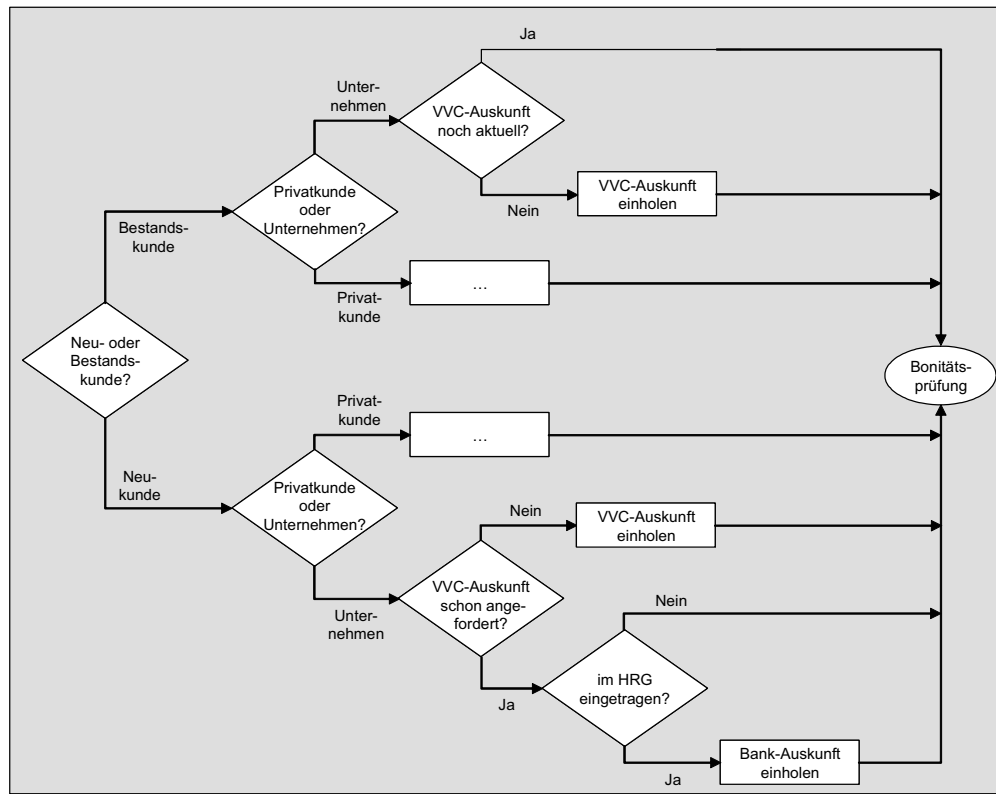 Ja
Unter-
nehmen
VVC-Auskunft
noch aktuell?
Nein
VVC-Auskunft
einholen
Privatkunde
oder
Unternehmen?
Bestands-
kunde
Privat-
kunde
...
Neu- oder
Bestands-
kunde?
Bonitäts-
prüfung
Privat-
kunde
...
Neu-
kunde
Privatkunde
oder
Unternehmen?
Nein
VVC-Auskunft
einholen
Unter-
nehmen
VVC-Auskunft
schon ange-
fordert?
Nein
Ja
im HRG
eingetragen?
Ja
Bank-Auskunft
einholen